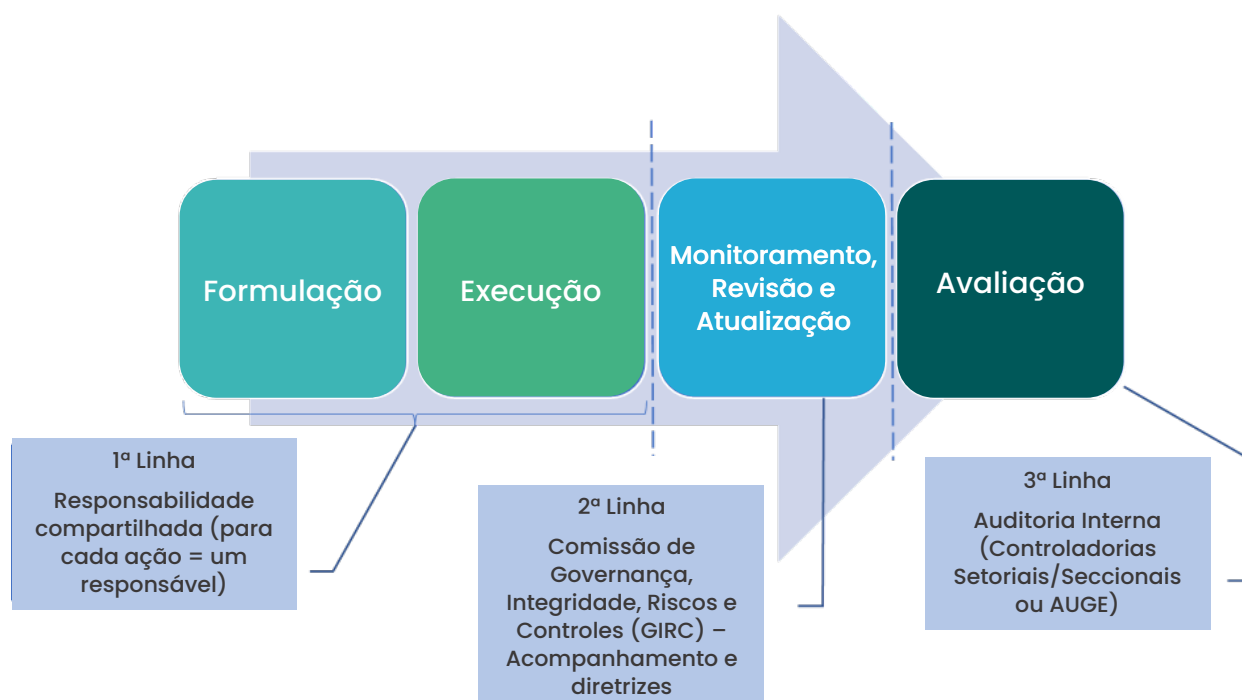 Formulação
Execução
Monitoramento,
Revisão e
Atualização
Avaliação
1ª Linha
Responsabilidade
compartilhada (para
cada ação = um
responsável)
2ª Linha
Comissão de
Governança,
Integridade, Riscos e
Controles (GIRC) –
Acompanhamento e
diretrizes
3ª Linha
Auditoria Interna
(Controladorias
Setoriais/Seccionais
ou AUGE)